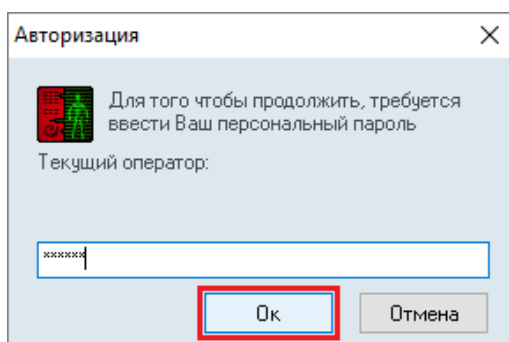 Авторизация
Для того чтобы продолжить, требуется
ввести Ваш персональный пароль
Текущий оператор:
******
Ок
Отмена